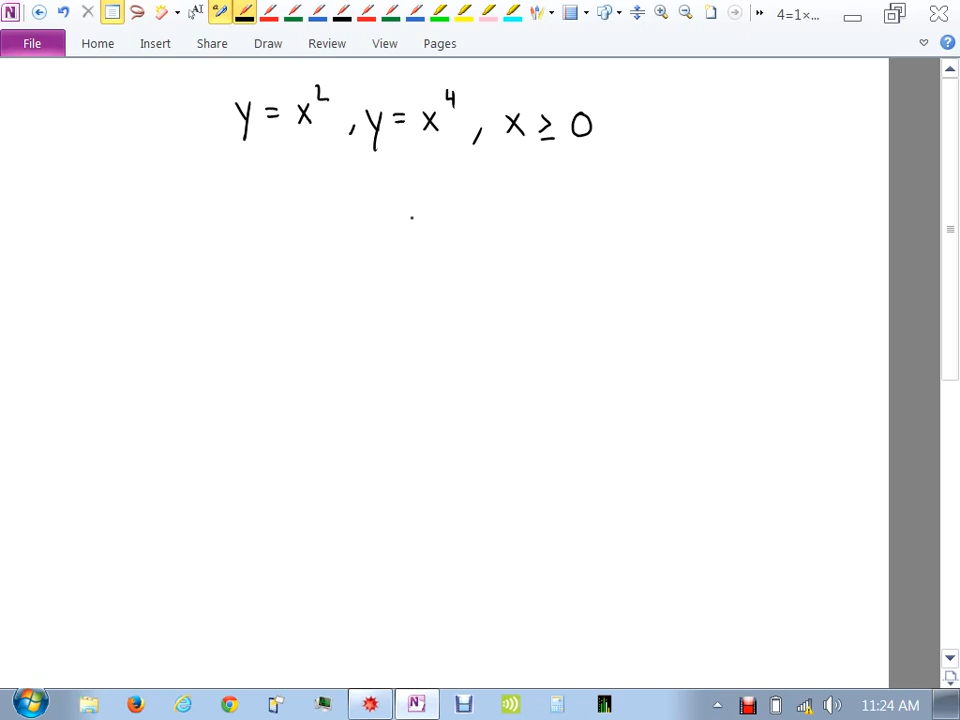 4=1×...
File Home Insert Share Draw Review View Pages
y = x², y = x⁴, x ≥ 0
11:24 AM